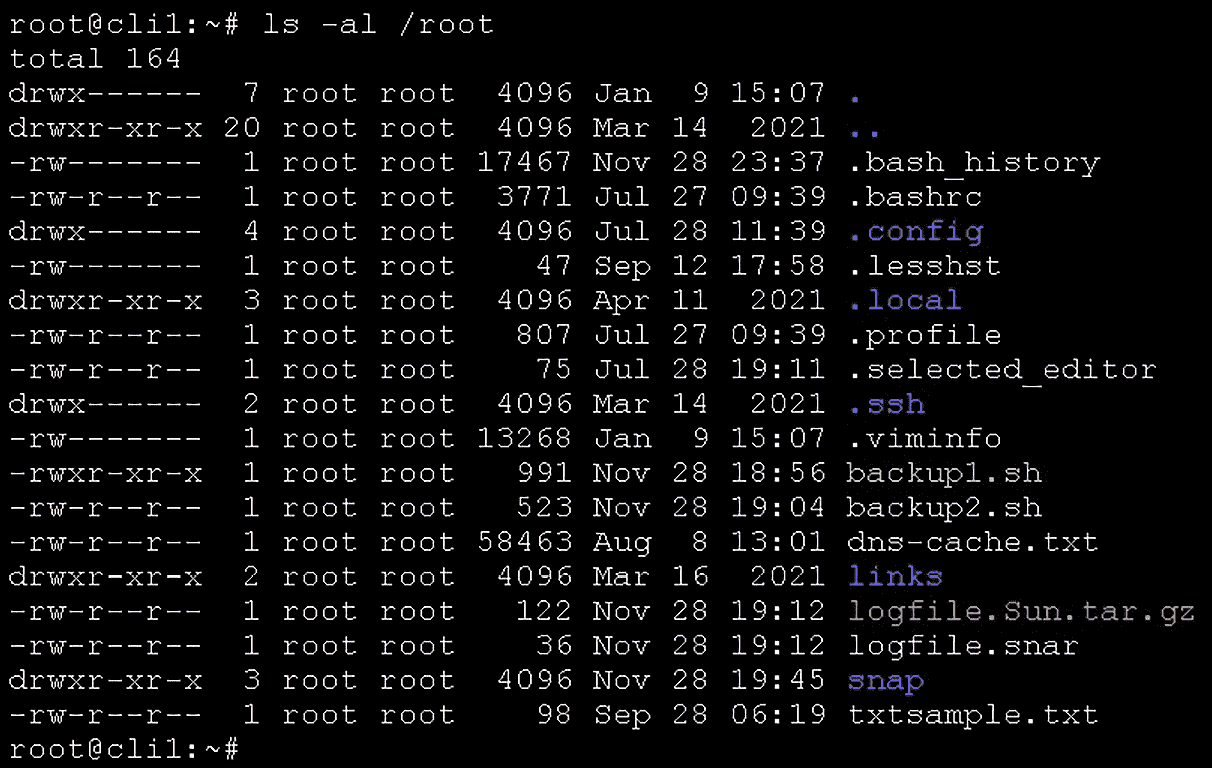 root@cli1:~# ls -al /root
total 164
drwx------  7 root root  4096 Jan  9 15:07 .
drwxr-xr-x 20 root root  4096 Mar 14  2021 ..
-rw-------  1 root root 17467 Nov 28 23:37 .bash_history
-rw-r--r--  1 root root  3771 Jul 27 09:39 .bashrc
drwx------  4 root root  4096 Jul 28 11:39 .config
-rw-------  1 root root    47 Sep 12 17:58 .lesshst
drwxr-xr-x  3 root root  4096 Apr 11  2021 .local
-rw-r--r--  1 root root   807 Jul 27 09:39 .profile
-rw-r--r--  1 root root    75 Jul 28 19:11 .selected_editor
drwx------  2 root root  4096 Mar 14  2021 .ssh
-rw-------  1 root root 13268 Jan  9 15:07 .viminfo
-rwxr-xr-x  1 root root   991 Nov 28 18:56 backup1.sh
-rw-r--r--  1 root root   523 Nov 28 19:04 backup2.sh
-rw-r--r--  1 root root 58463 Aug  8 13:01 dns-cache.txt
drwxr-xr-x  2 root root  4096 Mar 16  2021 links
-rw-r--r--  1 root root   122 Nov 28 19:12 logfile.Sun.tar.gz
-rw-r--r--  1 root root    36 Nov 28 19:12 logfile.snar
drwxr-xr-x  3 root root  4096 Nov 28 19:45 snap
-rw-r--r--  1 root root    98 Sep 28 06:19 txtsample.txt
root@cli1:~#